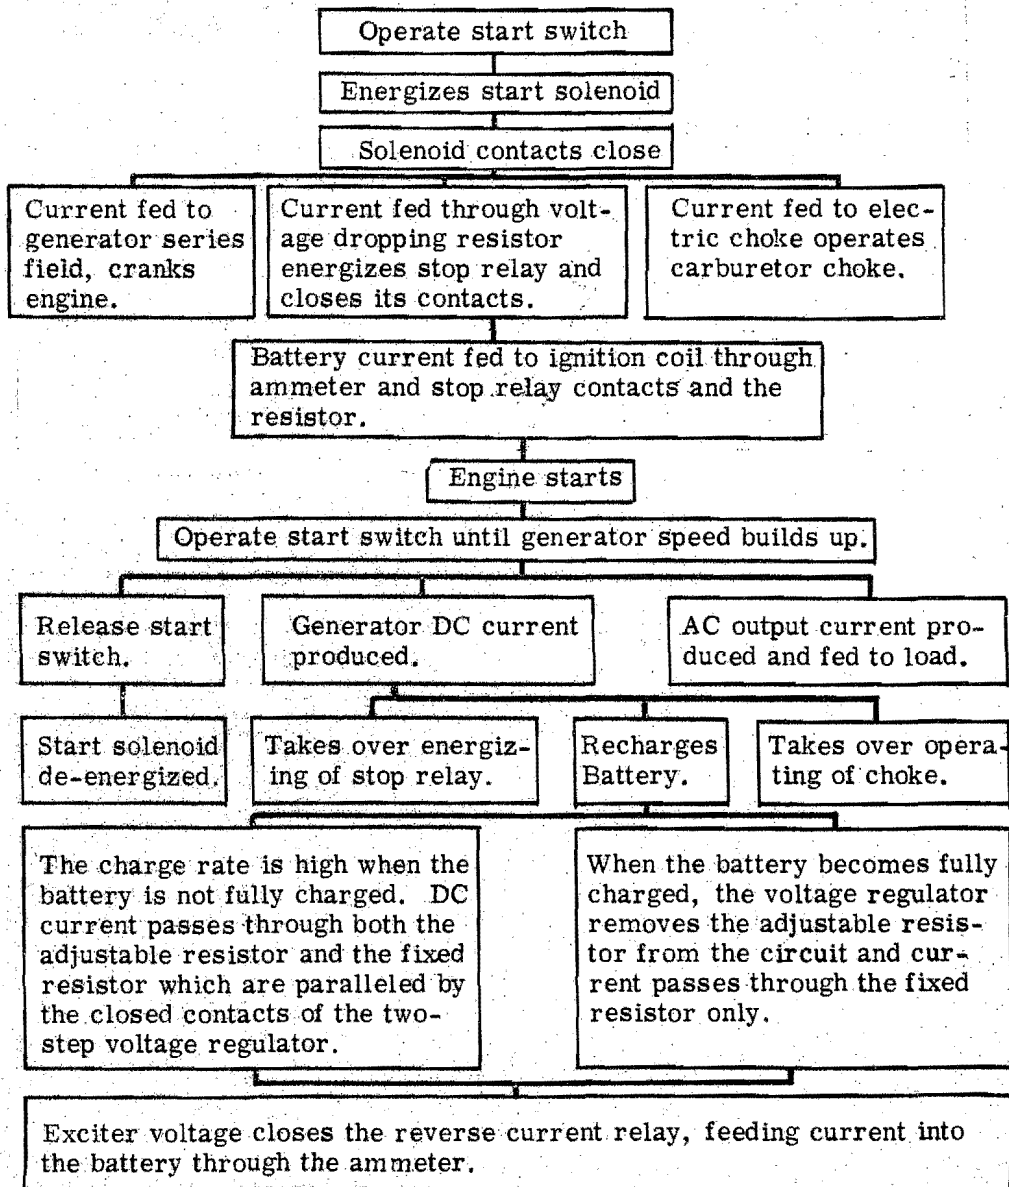 Operate start switch
Energizes start solenoid
Solenoid contacts close
Current fed to
generator series
field, cranks
engine.
Current fed through volt-
age dropping resistor
energizes stop relay and
closes its contacts.
Current fed to elec-
tric choke operates
carburetor choke.
Battery current fed to ignition coil through
ammeter and stop relay contacts and the
resistor.
Engine starts
Operate start switch until generator speed builds up.
Release start
switch.
Generator DC current
produced.
AC output current pro-
duced and fed to load.
Start solenoid
de-energized.
Takes over energiz-
ing of stop relay.
Recharges
Battery.
Takes over opera-
ting of choke.
The charge rate is high when the
battery is not fully charged. DC
current passes through both the
adjustable resistor and the fixed
resistor which are paralleled by
the closed contacts of the two-
step voltage regulator.
When the battery becomes fully
charged, the voltage regulator
removes the adjustable resis-
tor from the circuit and cur-
rent passes through the fixed
resistor only.
Exciter voltage closes the reverse current relay, feeding current into
the battery through the ammeter.